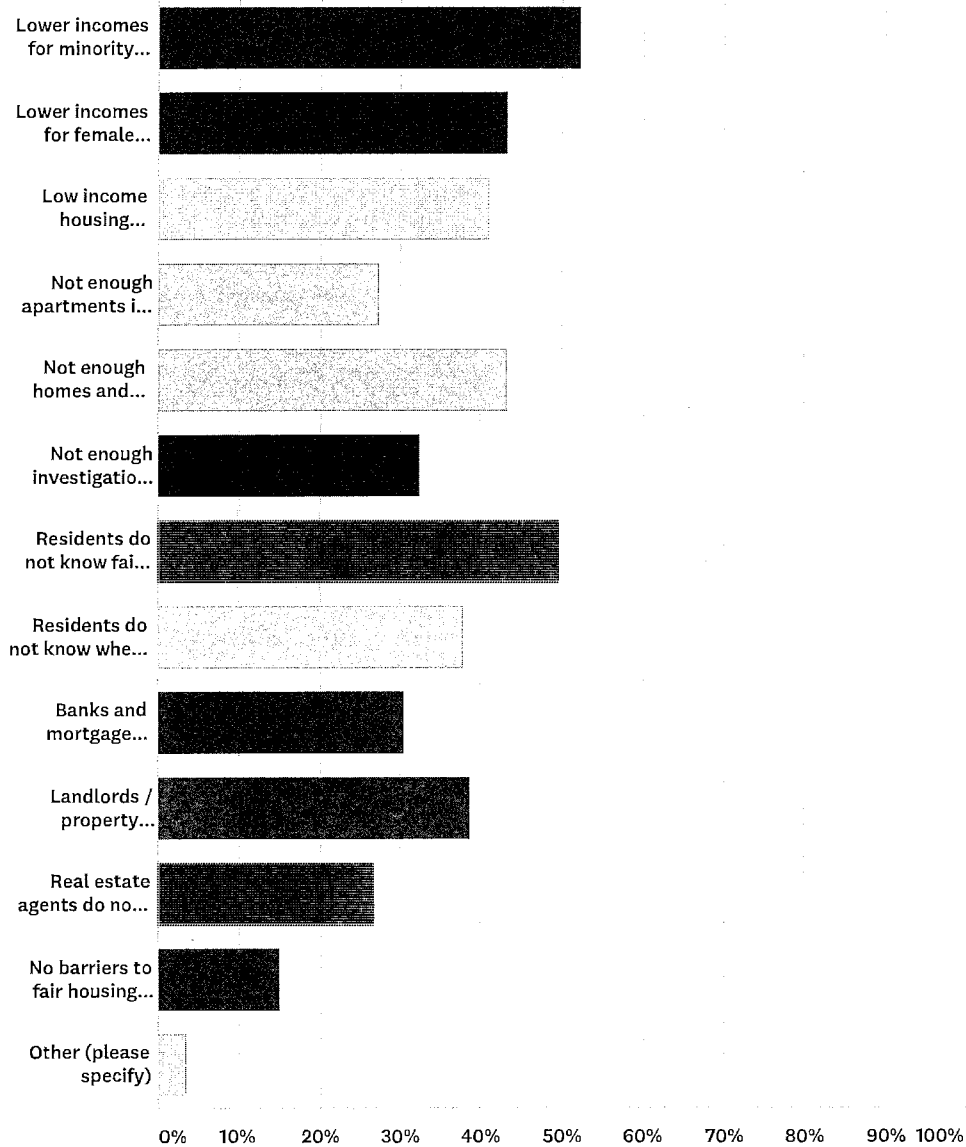 Lower incomes
for minority...
Lower incomes
for female...
Low income
housing...
Not enough
apartments i...
Not enough
homes and...
Not enough
investigatio...
Residents do
not know fai...
Residents do
not know whe...
Banks and
mortgage...
Landlords /
property...
Real estate
agents do no...
No barriers to
fair housing...
Other (please
specify)
0% 10% 20% 30% 40% 50% 60% 70% 80% 90% 100%